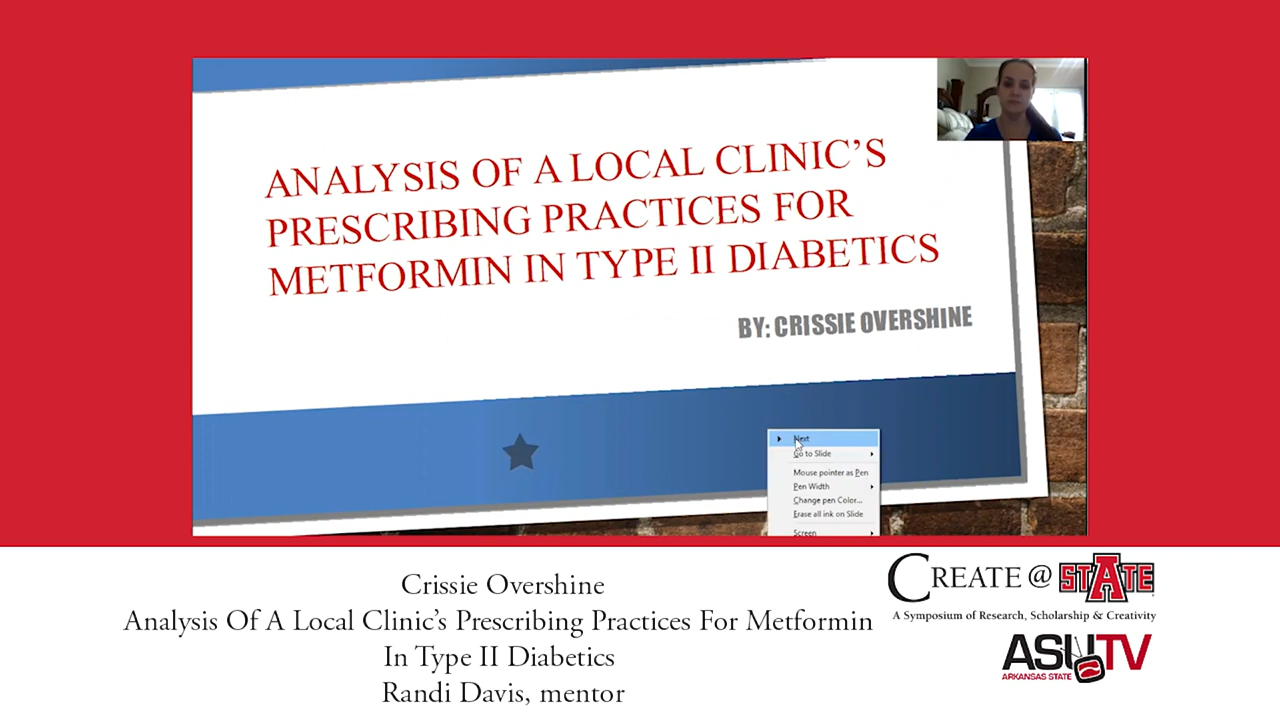 ANALYSIS OF A LOCAL CLINIC'S
PRESCRIBING PRACTICES FOR
METFORMIN IN TYPE II DIABETICS
BY: CRISSIE OVERSHINE
Next
Go to Slide
Mouse pointer as Pen
Pen Width
Change pen Color...
Erase all ink on Slide
Screen
Crissie Overshine
Analysis Of A Local Clinic's Prescribing Practices For Metformin
In Type II Diabetics
Randi Davis, mentor
CREATE @ STATE
A Symposium of Research, Scholarship & Creativity
ASUTV
ARKANSAS STATE